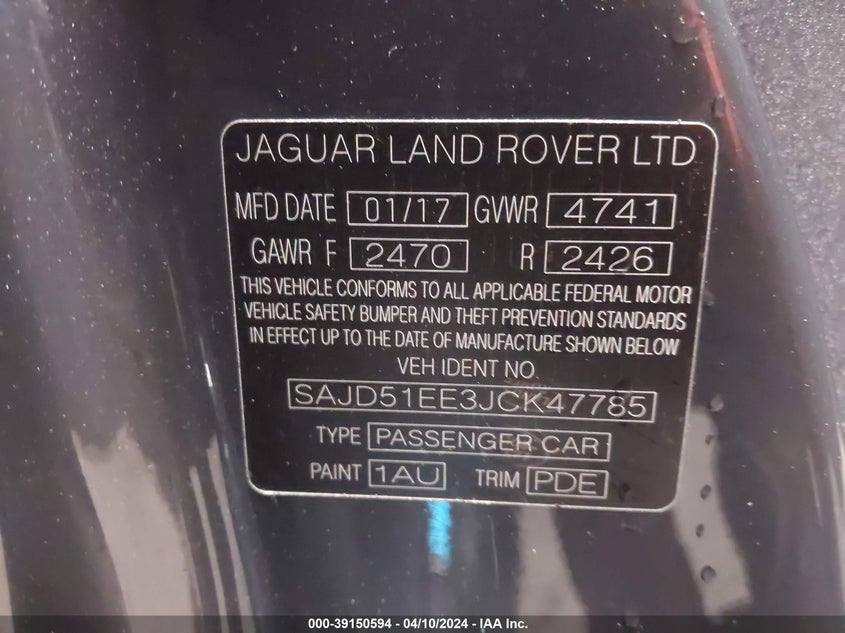 JAGUAR LAND ROVER LTD
MFD DATE 01/17 GVWR 4741
GAWR F 2470 R 2426
THIS VEHICLE CONFORMS TO ALL APPLICABLE FEDERAL MOTOR
VEHICLE SAFETY BUMPER AND THEFT PREVENTION STANDARDS
IN EFFECT UP TO THE DATE OF MANUFACTURE SHOWN BELOW
VEH IDENT NO.
SAJD51EE3JCK47785
TYPE PASSENGER CAR
PAINT 1AU TRIM PDE
000-39150594 - 04/10/2024 - IAA Inc.